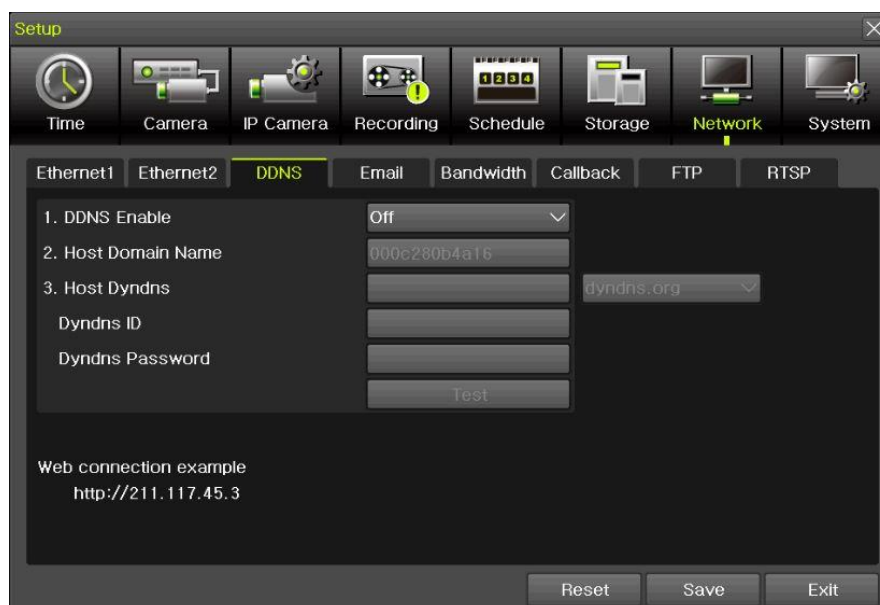 Setup
Time Camera IP Camera Recording Schedule Storage Network System
Ethernet1 Ethernet2 DDNS Email Bandwidth Callback FTP RTSP
1. DDNS Enable Off
2. Host Domain Name 000c280b4a16
3. Host Dyndns dyndns.org
Dyndns ID
Dyndns Password
Test
Web connection example
http://211.117.45.3
Reset Save Exit